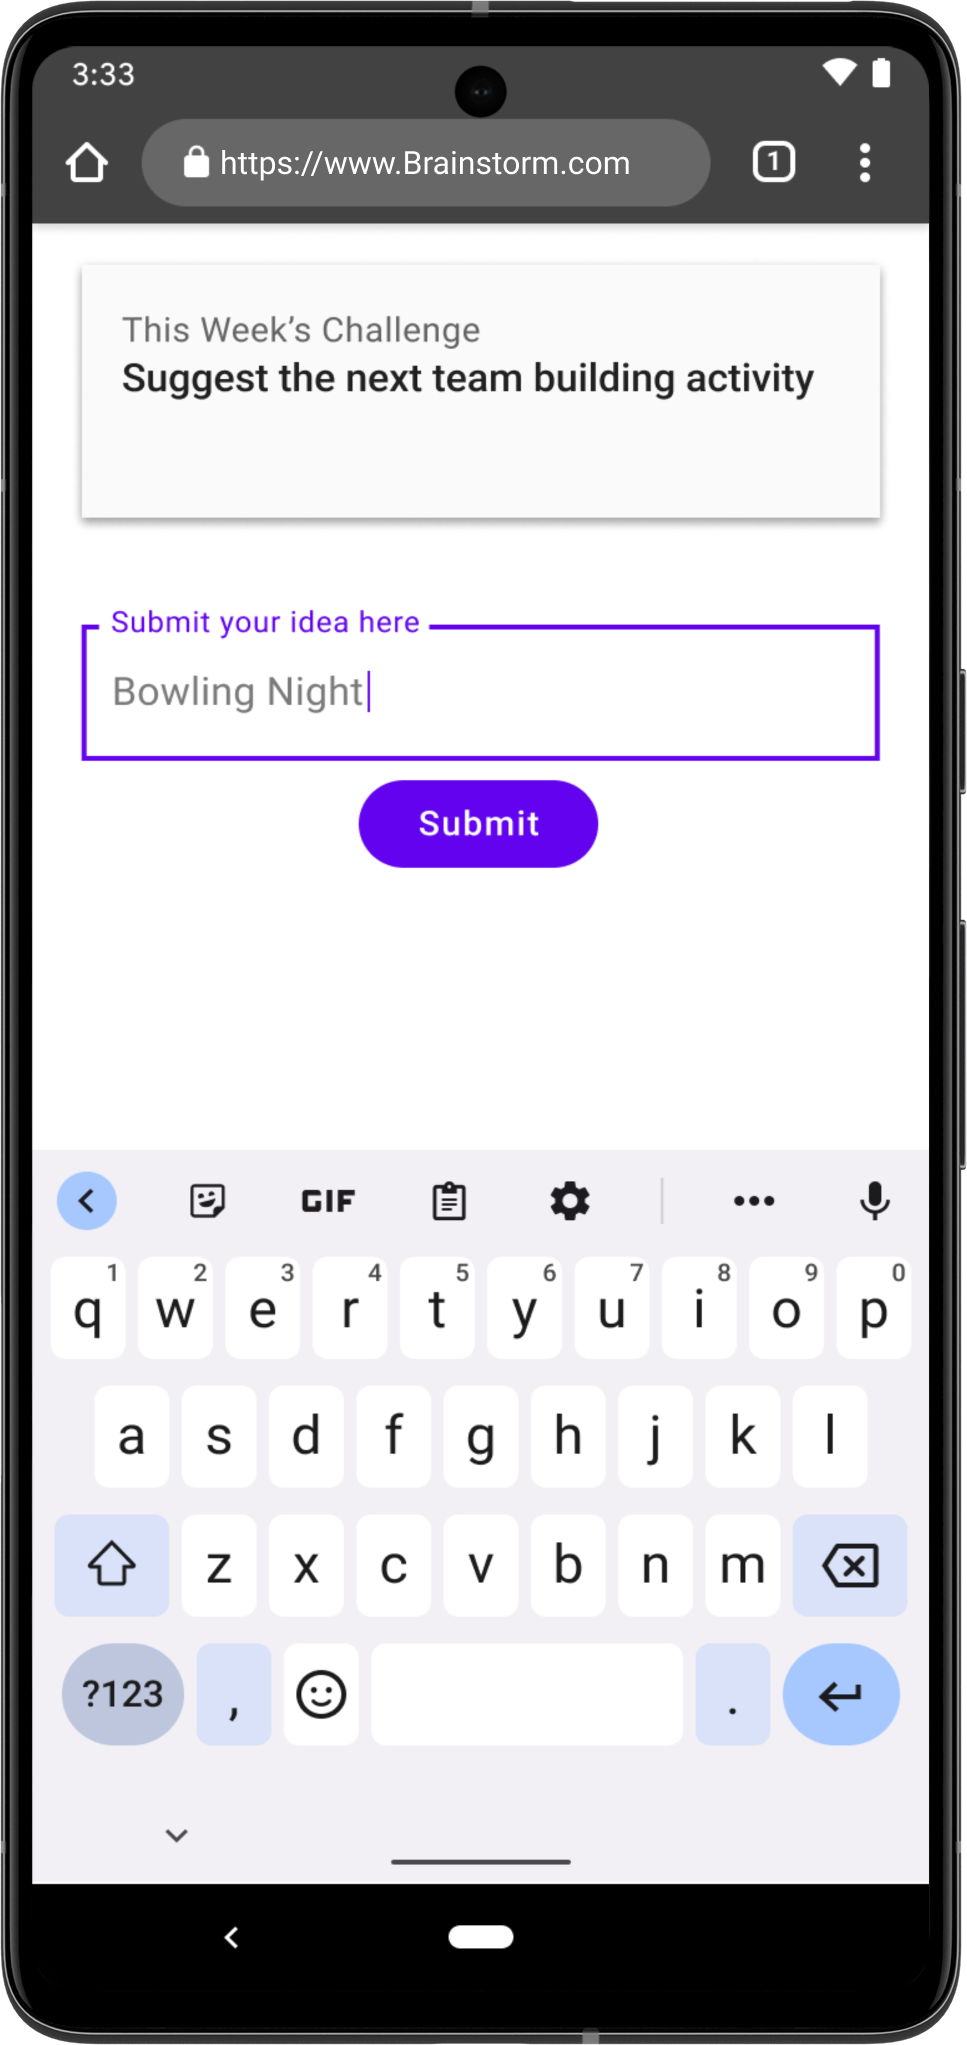 3:33
https://www.Brainstorm.com
1
This Week’s Challenge
Suggest the next team building activity
Submit your idea here
Bowling Night
Submit
GIF
1 2 3 4 5 6 7 8 9 0
q w e r t y u i o p
a s d f g h j k l
z x c v b n m
?123 , .